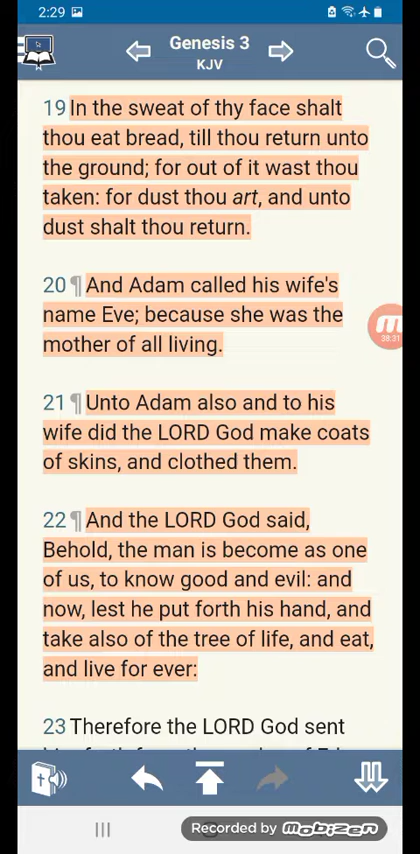 2:29
Genesis 3
KJV
19 In the sweat of thy face shalt
thou eat bread, till thou return unto
the ground; for out of it wast thou
taken: for dust thou art, and unto
dust shalt thou return.
20 ¶ And Adam called his wife's
name Eve; because she was the
mother of all living.
38:31
21 ¶ Unto Adam also and to his
wife did the LORD God make coats
of skins, and clothed them.
22 ¶ And the LORD God said,
Behold, the man is become as one
of us, to know good and evil: and
now, lest he put forth his hand, and
take also of the tree of life, and eat,
and live for ever:
23 Therefore the LORD God sent
Recorded by mobizen